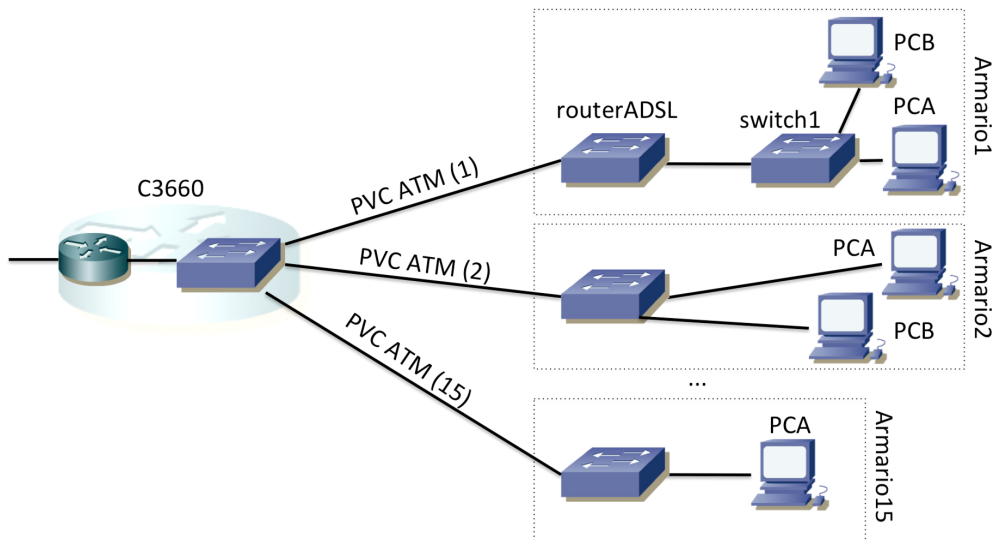 PCB
Armario1
PCA
routerADSL
switch1
C3660
PVC ATM (1)
PVC ATM (2)
PCA
PCB
Armario2
PVC ATM (15)
...
PCA
Armario15